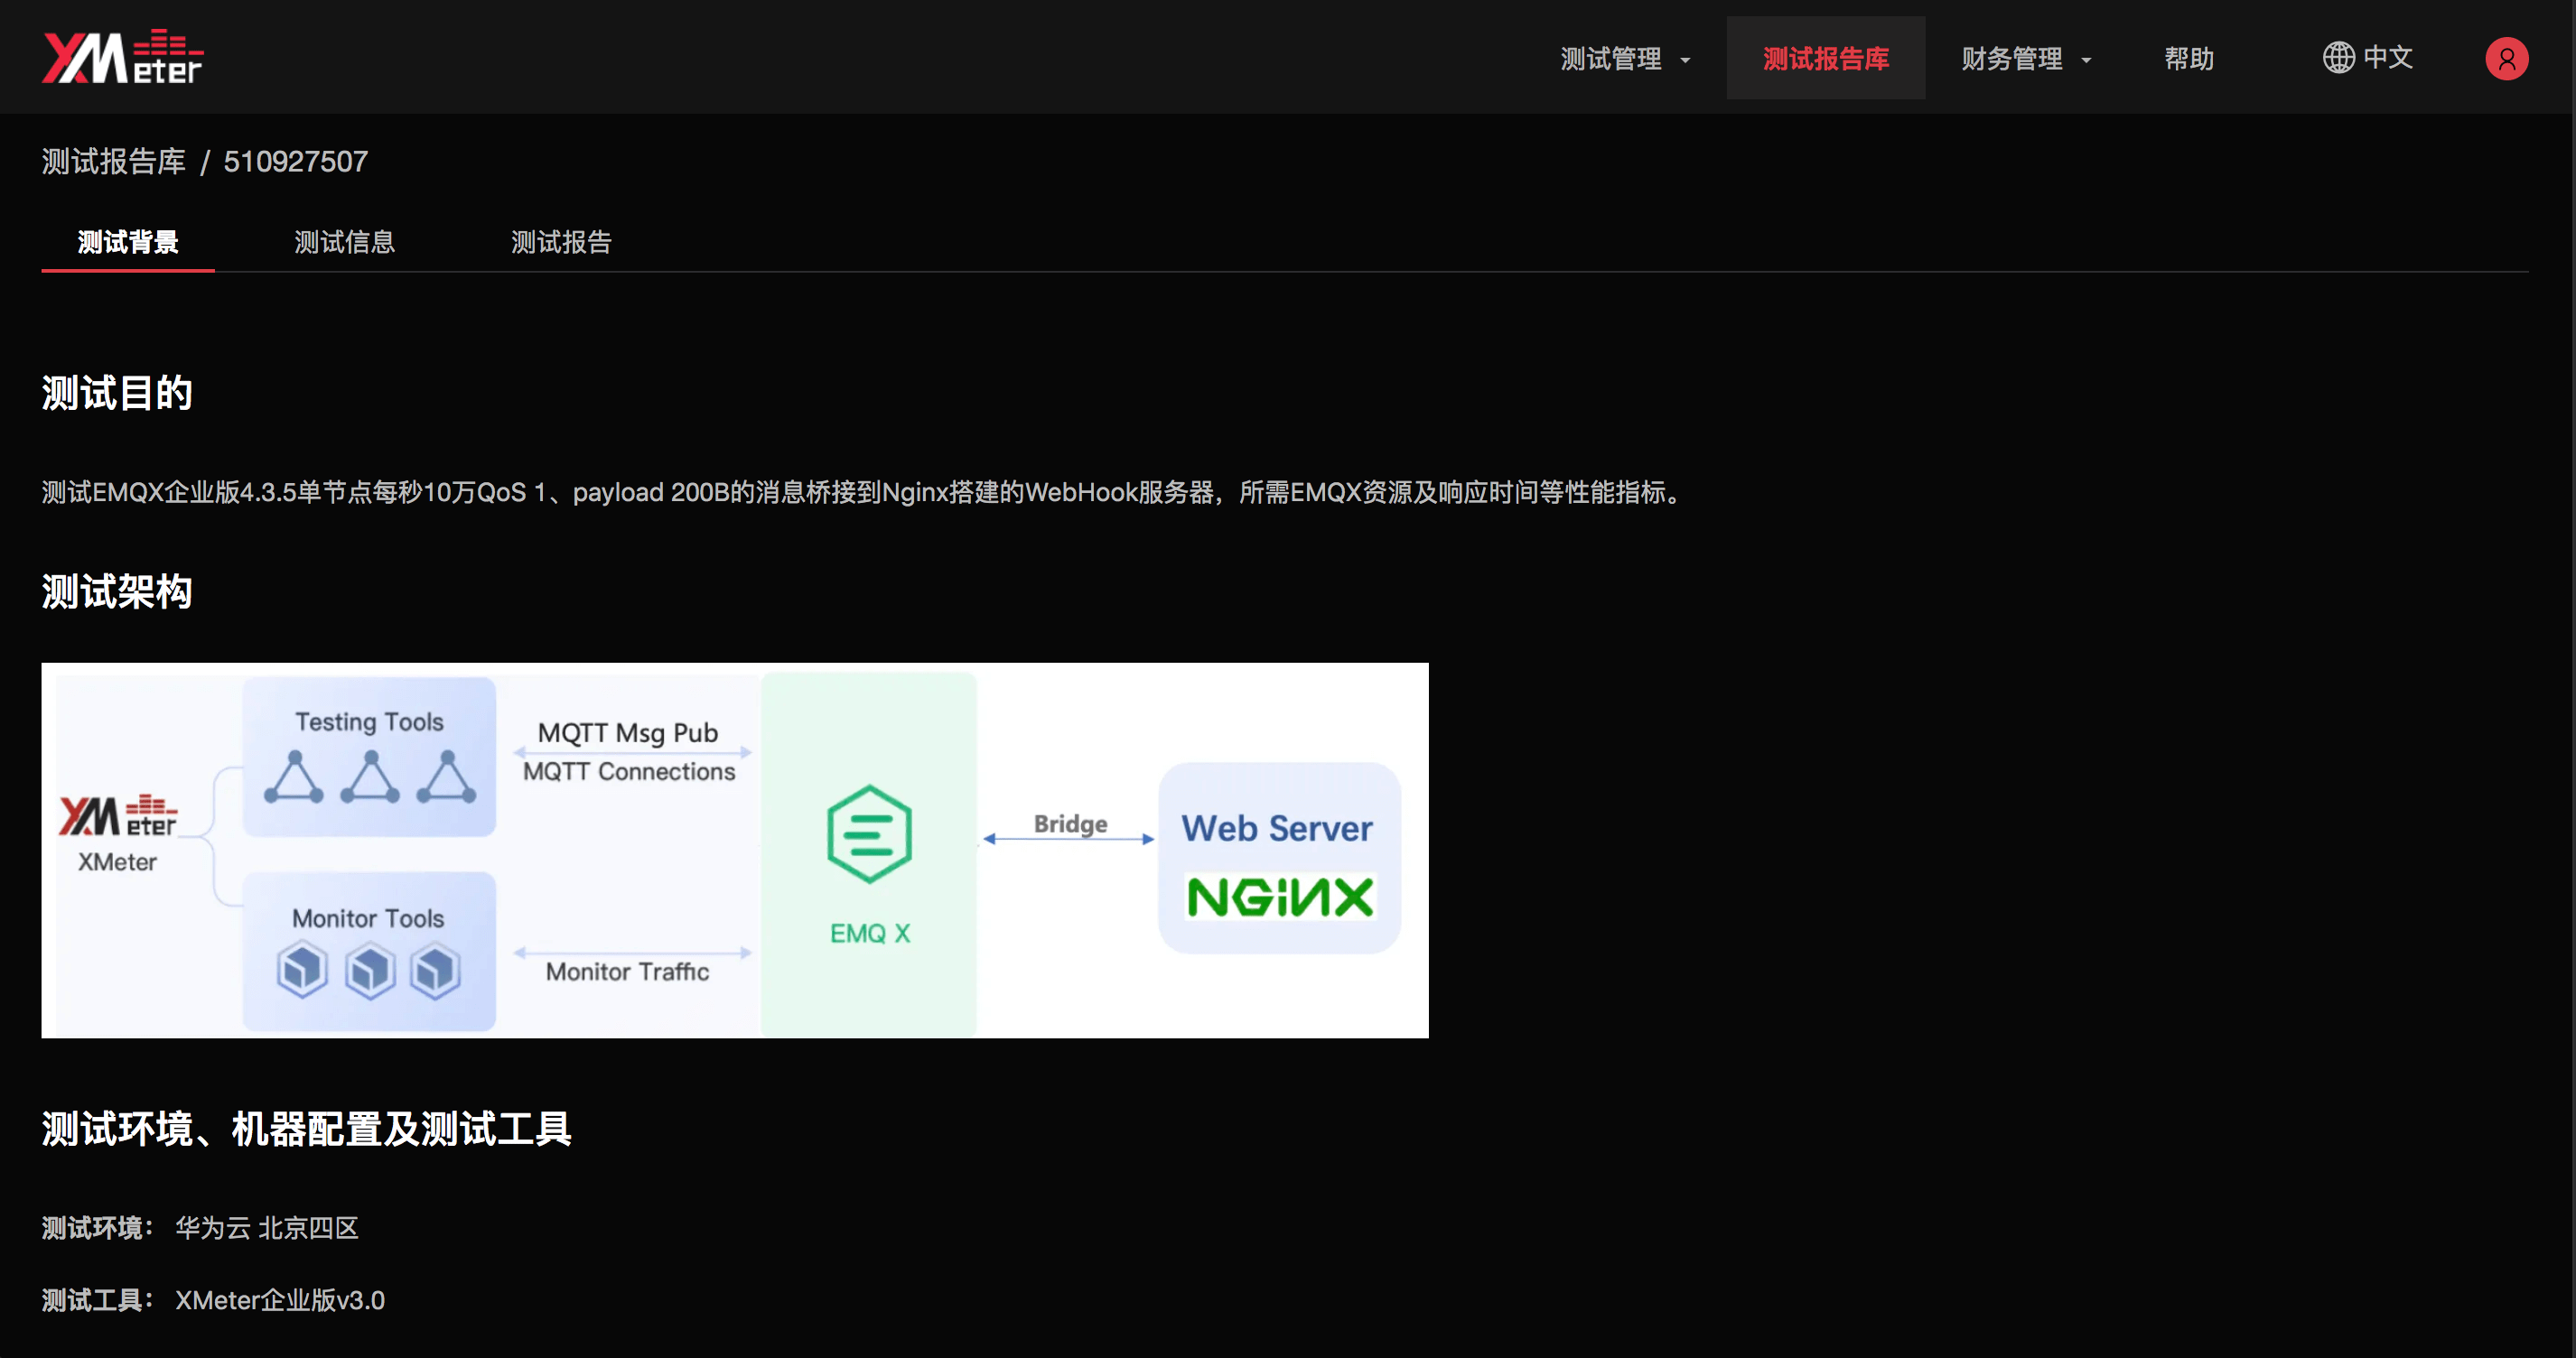 XMeter
测试管理
测试报告库
财务管理
帮助
中文
测试报告库 / 510927507
测试背景
测试信息
测试报告
测试目的
测试EMQX企业版4.3.5单节点每秒10万QoS 1、payload 200B的消息桥接到Nginx搭建的WebHook服务器，所需EMQX资源及响应时间等性能指标。
测试架构
Testing Tools
MQTT Msg Pub
MQTT Connections
XMeter
XMeter
Monitor Tools
Monitor Traffic
EMQ X
Bridge
Web Server
NGINX
测试环境、机器配置及测试工具
测试环境： 华为云 北京四区
测试工具： XMeter企业版v3.0